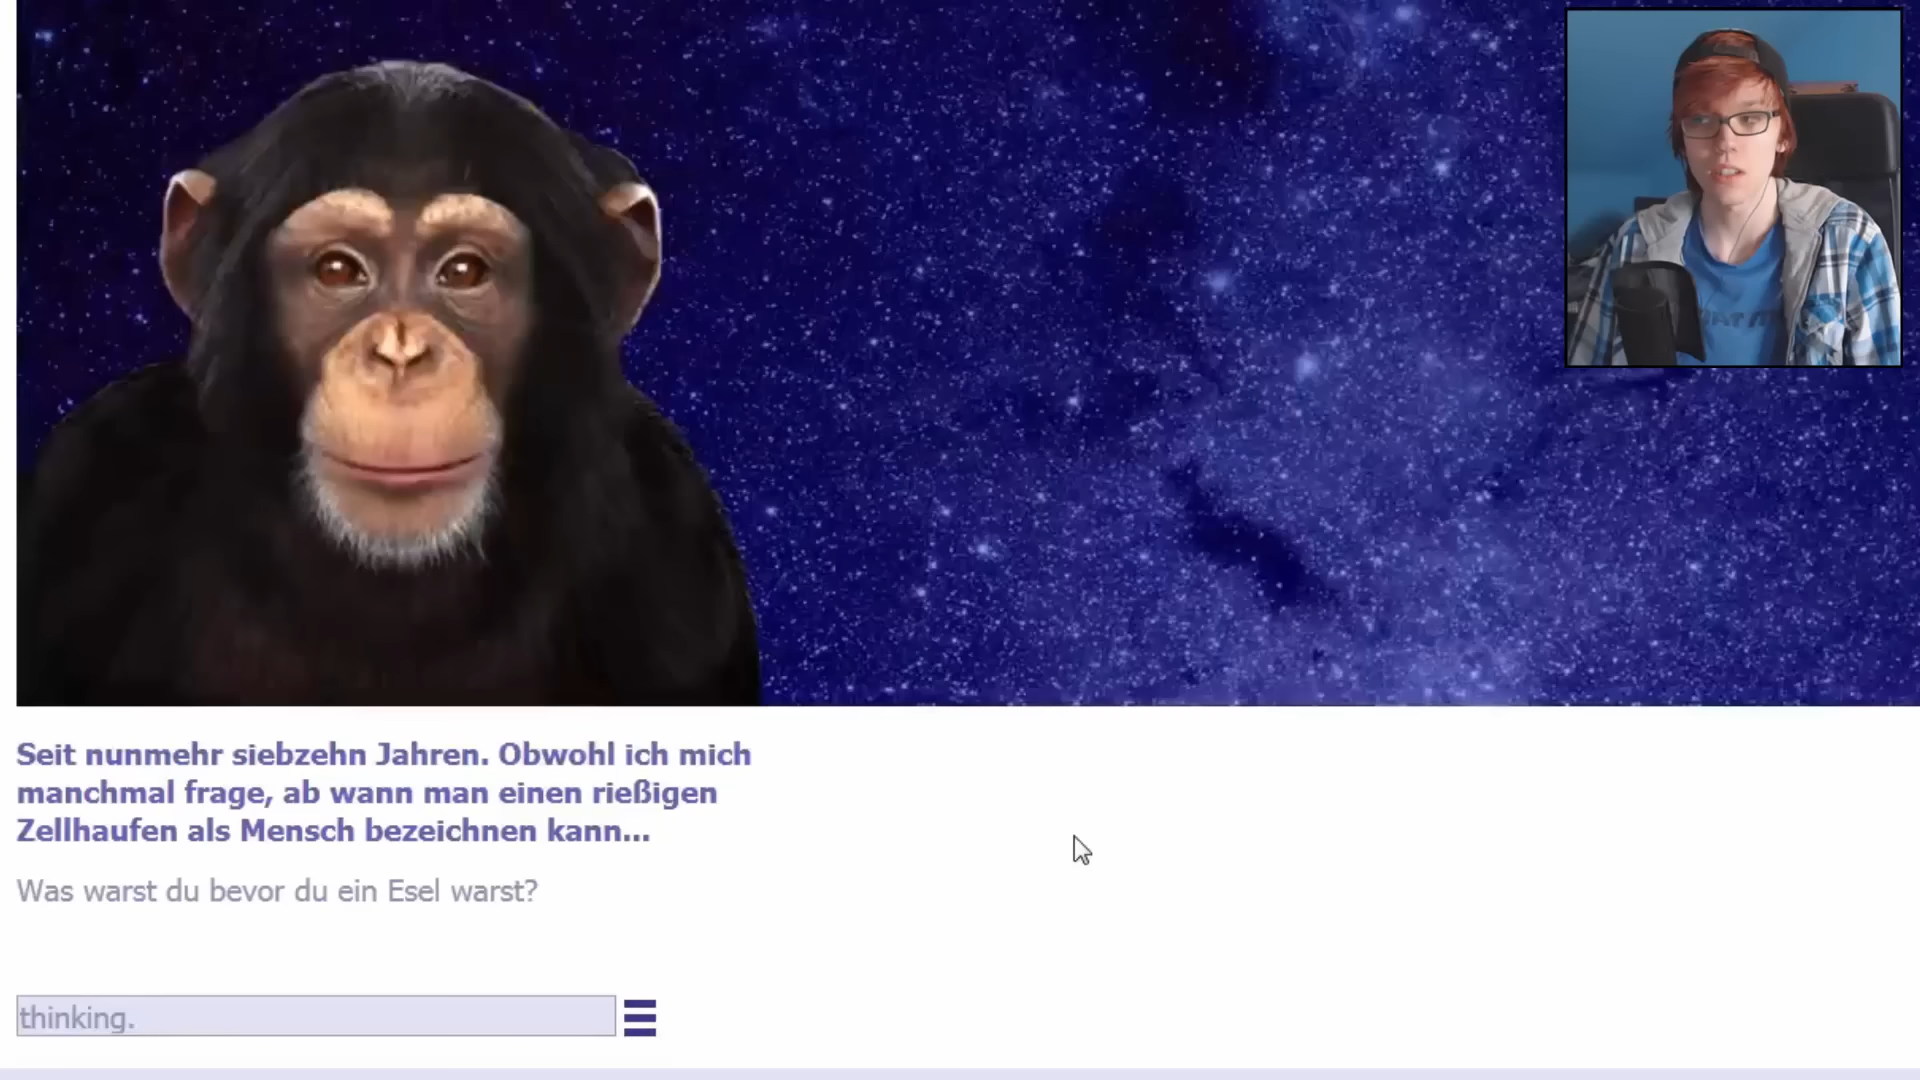 Seit nunmehr siebzehn Jahren. Obwohl ich mich
manchmal frage, ab wann man einen rießigen
Zellhaufen als Mensch bezeichnen kann...
Was warst du bevor du ein Esel warst?
thinking.